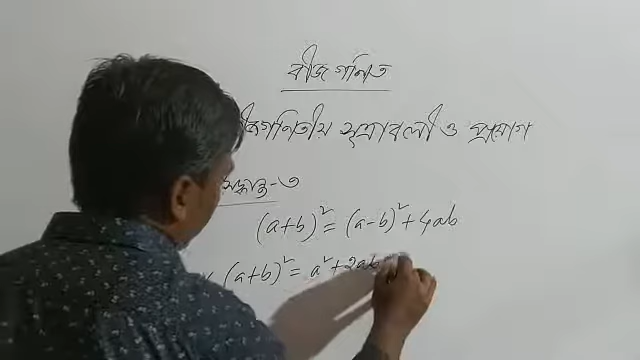 বীজ গণিত
বীজগণিতীয় সূত্রাবলী ও প্রয়োগ
সিদ্ধান্ত-৩
(a+b)² = (a-b)² + 4ab
(a+b)² = a² + 2ab